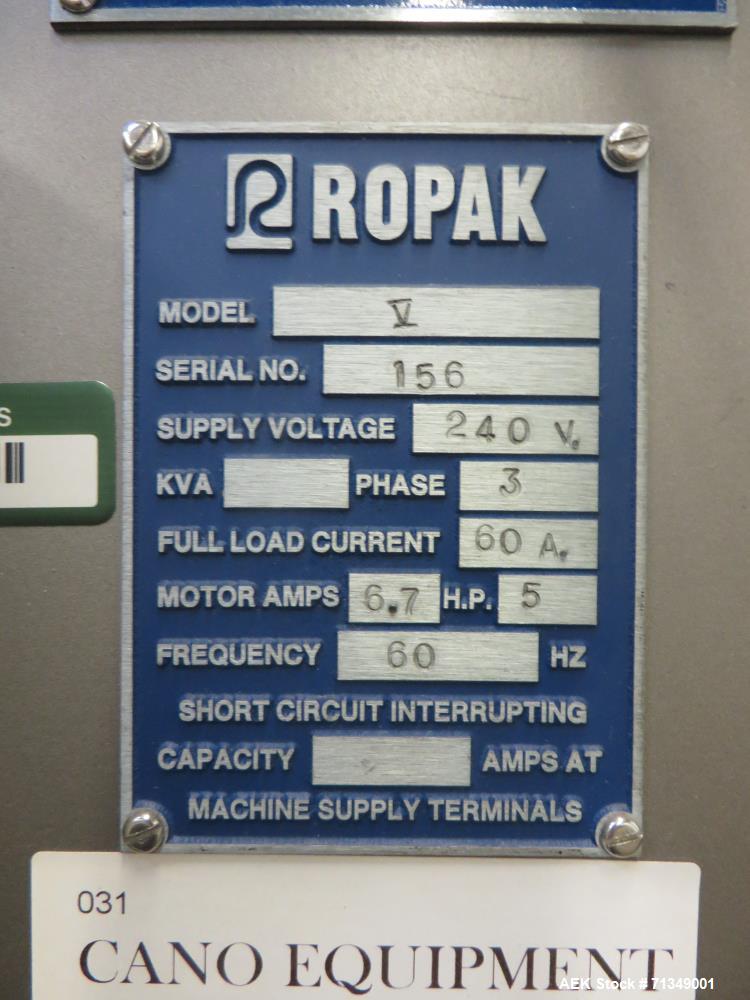 ROPAK
MODEL V
SERIAL NO. 156
SUPPLY VOLTAGE 240 V.
KVA PHASE 3
FULL LOAD CURRENT 60 A.
MOTOR AMPS 6.7 H.P. 5
FREQUENCY 60 HZ
SHORT CIRCUIT INTERRUPTING
CAPACITY AMPS AT
MACHINE SUPPLY TERMINALS
S
031
CANO EQUIPMENT
AEK Stock #71349001